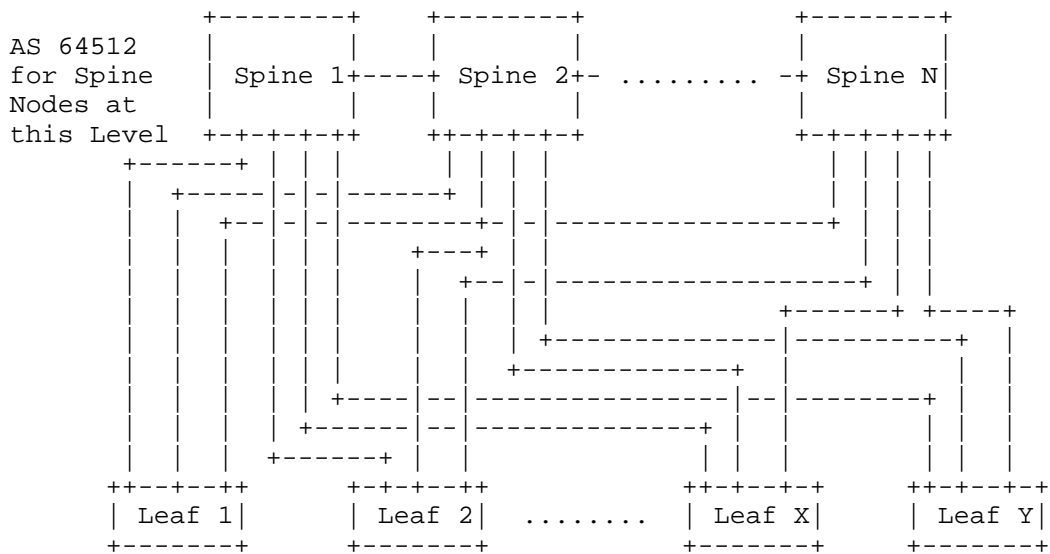 AS 64512
for Spine
Nodes at
this Level
Spine 1
Spine 2
.........
Spine N
Leaf 1
Leaf 2
........
Leaf X
Leaf Y